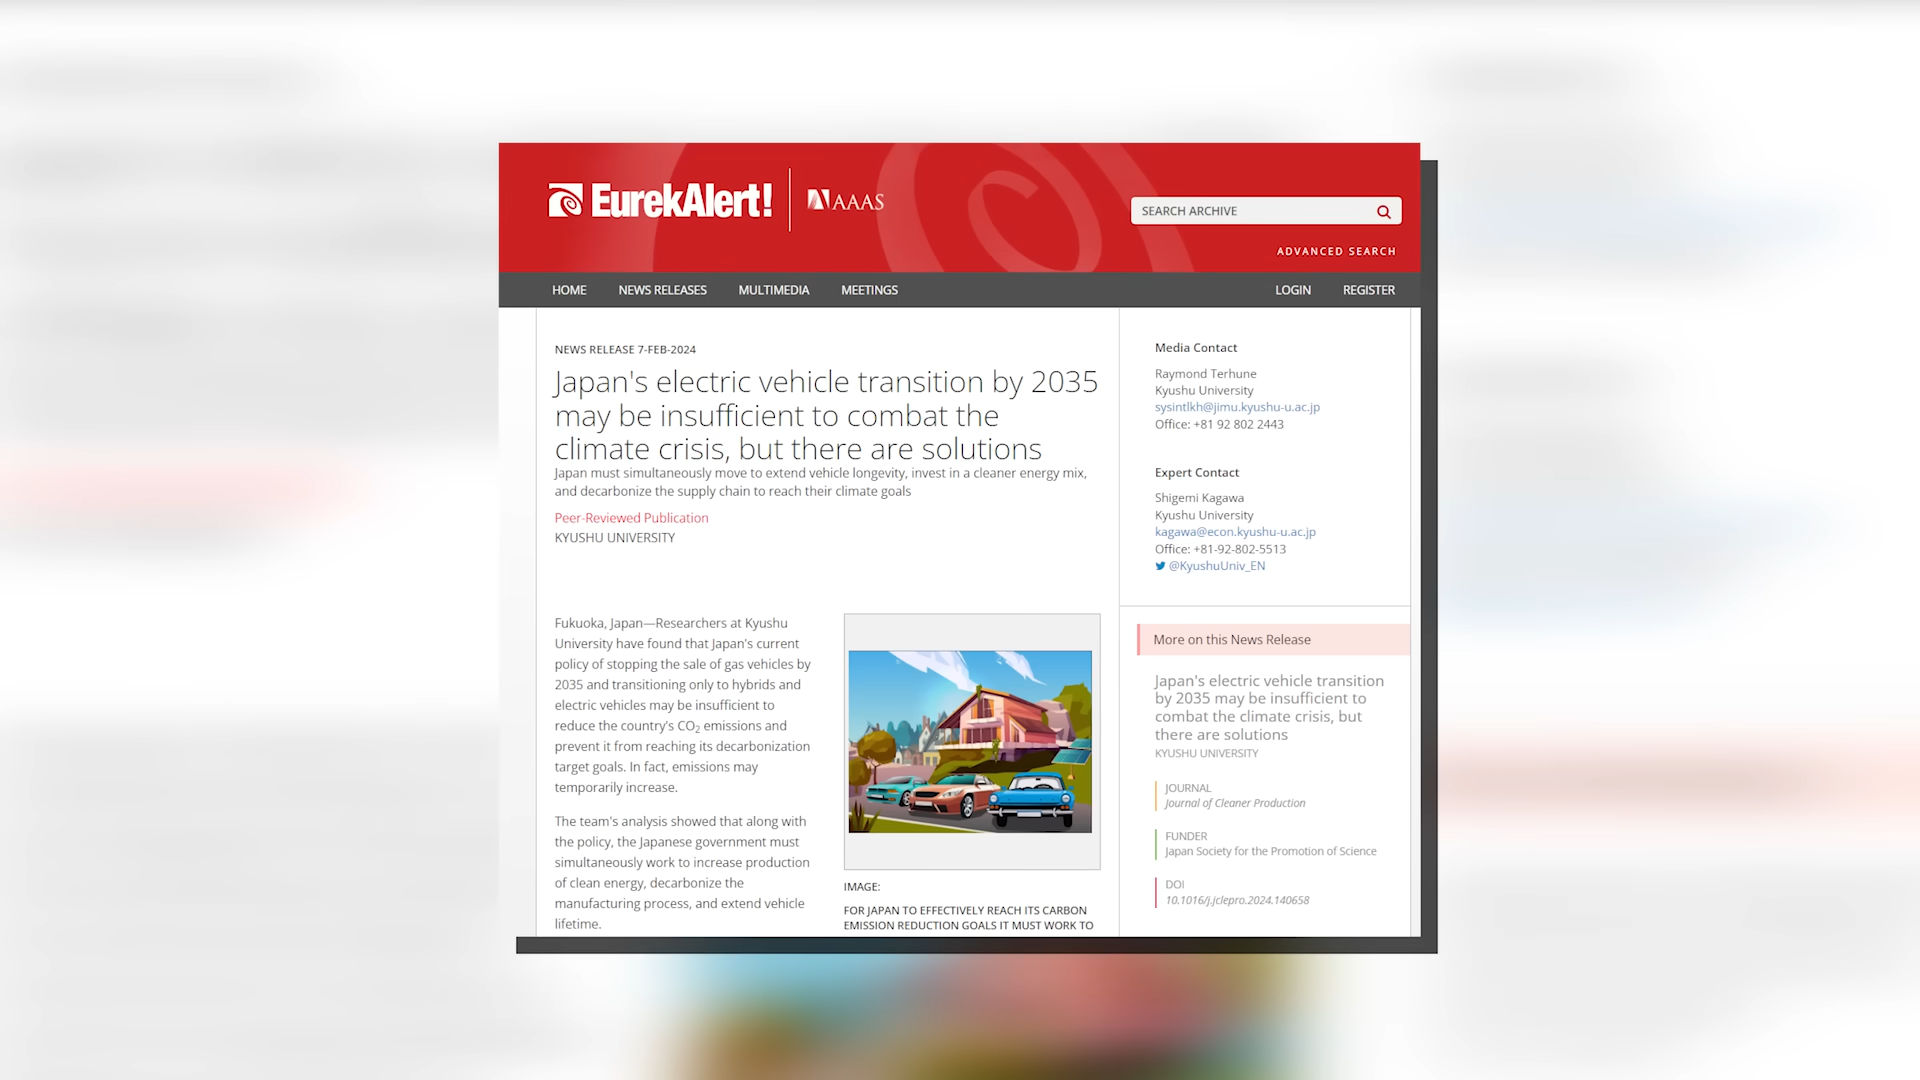 EurekAlert!
AAAS
SEARCH ARCHIVE
ADVANCED SEARCH
HOME
NEWS RELEASES
MULTIMEDIA
MEETINGS
LOGIN
REGISTER
NEWS RELEASE 7-FEB-2024
Japan's electric vehicle transition by 2035
may be insufficient to combat the
climate crisis, but there are solutions
Japan must simultaneously move to extend vehicle longevity, invest in a cleaner energy mix,
and decarbonize the supply chain to reach their climate goals
Peer-Reviewed Publication
KYUSHU UNIVERSITY
Fukuoka, Japan—Researchers at Kyushu
University have found that Japan's current
policy of stopping the sale of gas vehicles by
2035 and transitioning only to hybrids and
electric vehicles may be insufficient to
reduce the country's CO₂ emissions and
prevent it from reaching its decarbonization
target goals. In fact, emissions may
temporarily increase.
The team's analysis showed that along with
the policy, the Japanese government must
simultaneously work to increase production
of clean energy, decarbonize the
manufacturing process, and extend vehicle
lifetime.
IMAGE:
FOR JAPAN TO EFFECTIVELY REACH ITS CARBON
EMISSION REDUCTION GOALS IT MUST WORK TO
Media Contact
Raymond Terhune
Kyushu University
sysintlkh@jimu.kyushu-u.ac.jp
Office: +81 92 802 2443
Expert Contact
Shigemi Kagawa
Kyushu University
kagawa@econ.kyushu-u.ac.jp
Office: +81-92-802-5513
@KyushuUniv_EN
More on this News Release
Japan's electric vehicle transition
by 2035 may be insufficient to
combat the climate crisis, but
there are solutions
KYUSHU UNIVERSITY
JOURNAL
Journal of Cleaner Production
FUNDER
Japan Society for the Promotion of Science
DOI
10.1016/j.jclepro.2024.140658